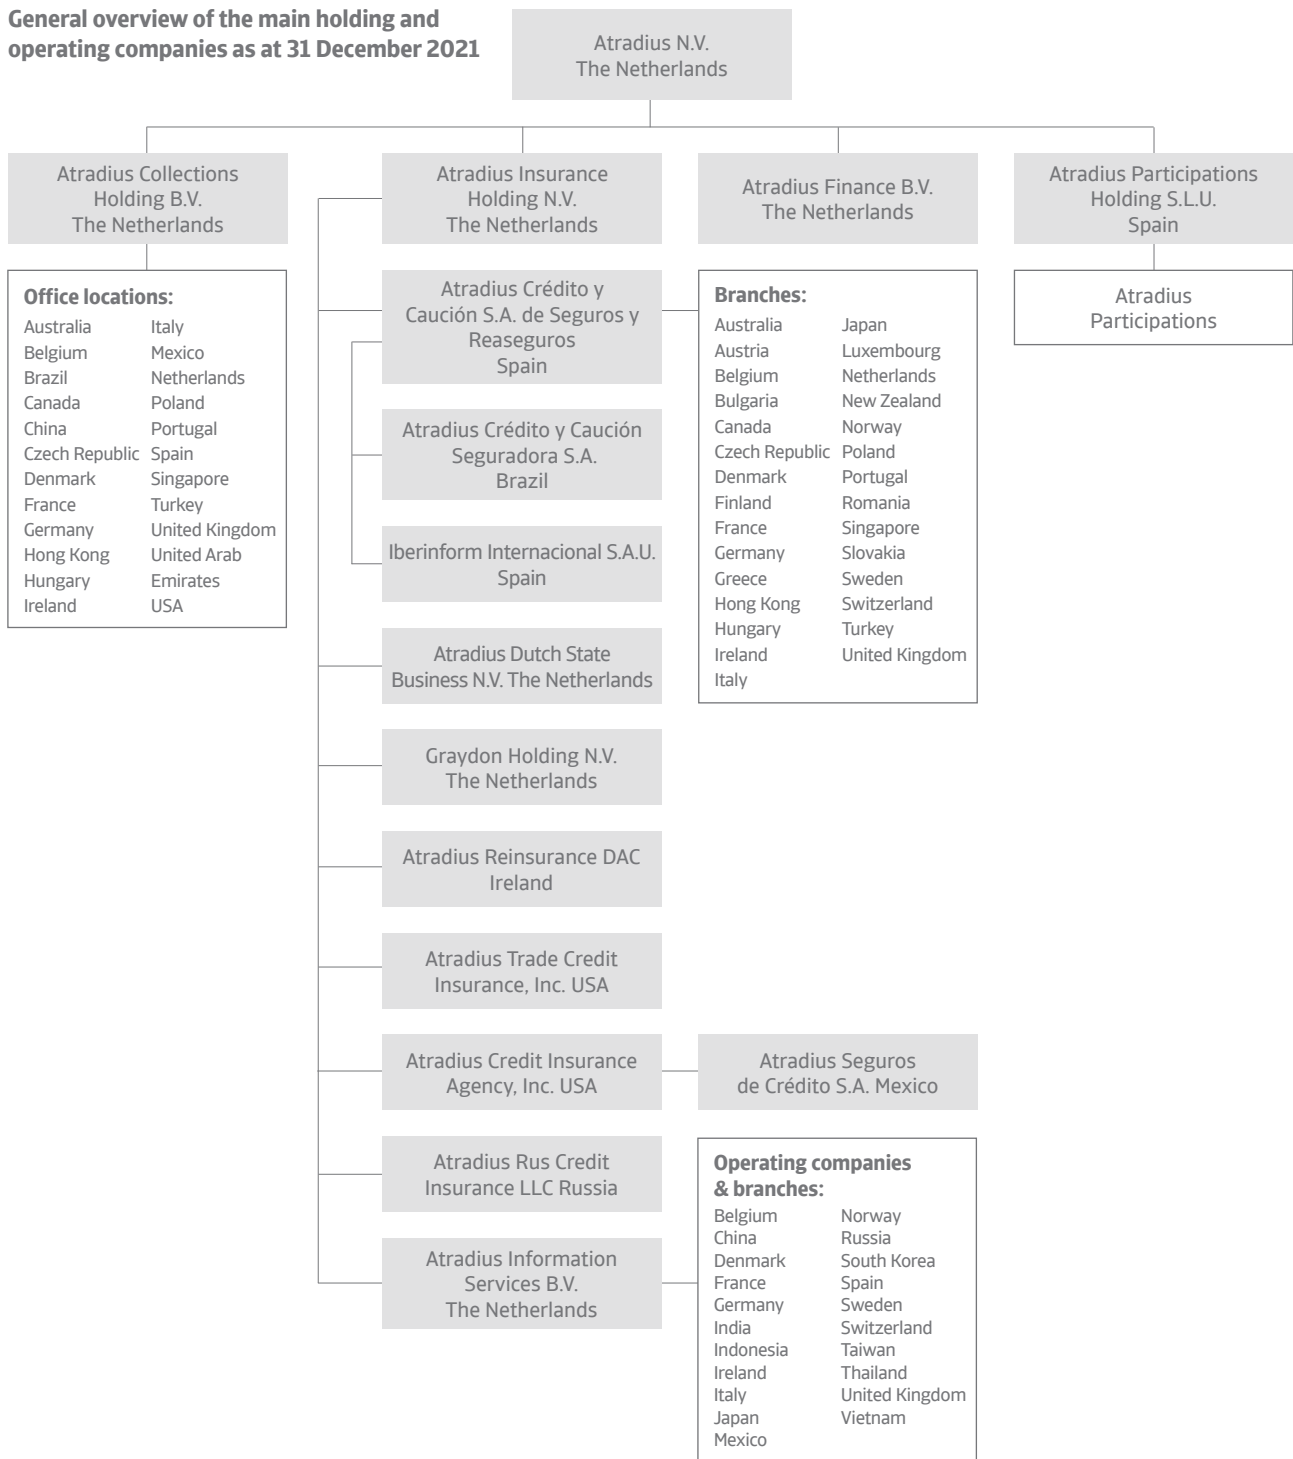 General overview of the main holding and
operating companies as at 31 December 2021
Atradius N.V.
The Netherlands
Atradius Collections
Holding B.V.
The Netherlands
Atradius Insurance
Holding N.V.
The Netherlands
Atradius Finance B.V.
The Netherlands
Atradius Participations
Holding S.L.U.
Spain
Office locations:
Australia
Belgium
Brazil
Canada
China
Czech Republic
Denmark
France
Germany
Hong Kong
Hungary
Ireland
Italy
Mexico
Netherlands
Poland
Portugal
Spain
Singapore
Turkey
United Kingdom
United Arab
Emirates
USA
Atradius Crédito y
Caución S.A. de Seguros y
Reaseguros
Spain
Branches:
Australia
Austria
Belgium
Bulgaria
Canada
Czech Republic
Denmark
Finland
France
Germany
Greece
Hong Kong
Hungary
Ireland
Italy
Japan
Luxembourg
Netherlands
New Zealand
Norway
Poland
Portugal
Romania
Singapore
Slovakia
Sweden
Switzerland
Turkey
United Kingdom
Atradius
Participations
Atradius Crédito y Caución
Seguradora S.A.
Brazil
Iberinform Internacional S.A.U.
Spain
Atradius Dutch State
Business N.V. The Netherlands
Graydon Holding N.V.
The Netherlands
Atradius Reinsurance DAC
Ireland
Atradius Trade Credit
Insurance, Inc. USA
Atradius Credit Insurance
Agency, Inc. USA
Atradius Seguros
de Crédito S.A. Mexico
Atradius Rus Credit
Insurance LLC Russia
Atradius Information
Services B.V.
The Netherlands
Operating companies
& branches:
Belgium
China
Denmark
France
Germany
India
Indonesia
Ireland
Italy
Japan
Mexico
Norway
Russia
South Korea
Spain
Sweden
Switzerland
Taiwan
Thailand
United Kingdom
Vietnam